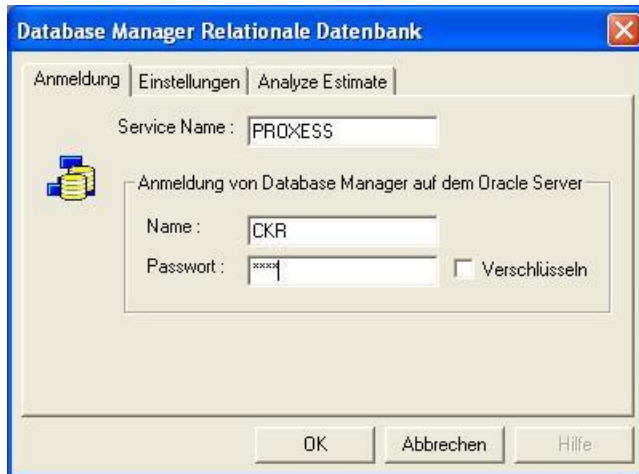 Database Manager Relationale Datenbank
Anmeldung Einstellungen Analyze Estimate
Service Name : PROXESS
Anmeldung von Database Manager auf dem Oracle Server
Name : CKR
Passwort : ****
Verschlüsseln
OK Abbrechen Hilfe